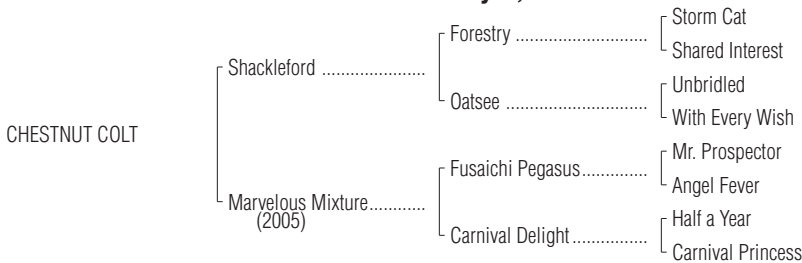 Storm Cat
Forestry ............................
Shared Interest
Shackleford ......................
Unbridled
Oatsee ..............................
With Every Wish
CHESTNUT COLT
Mr. Prospector
Fusaichi Pegasus..............
Angel Fever
Marvelous Mixture............
(2005)
Half a Year
Carnival Delight................
Carnival Princess